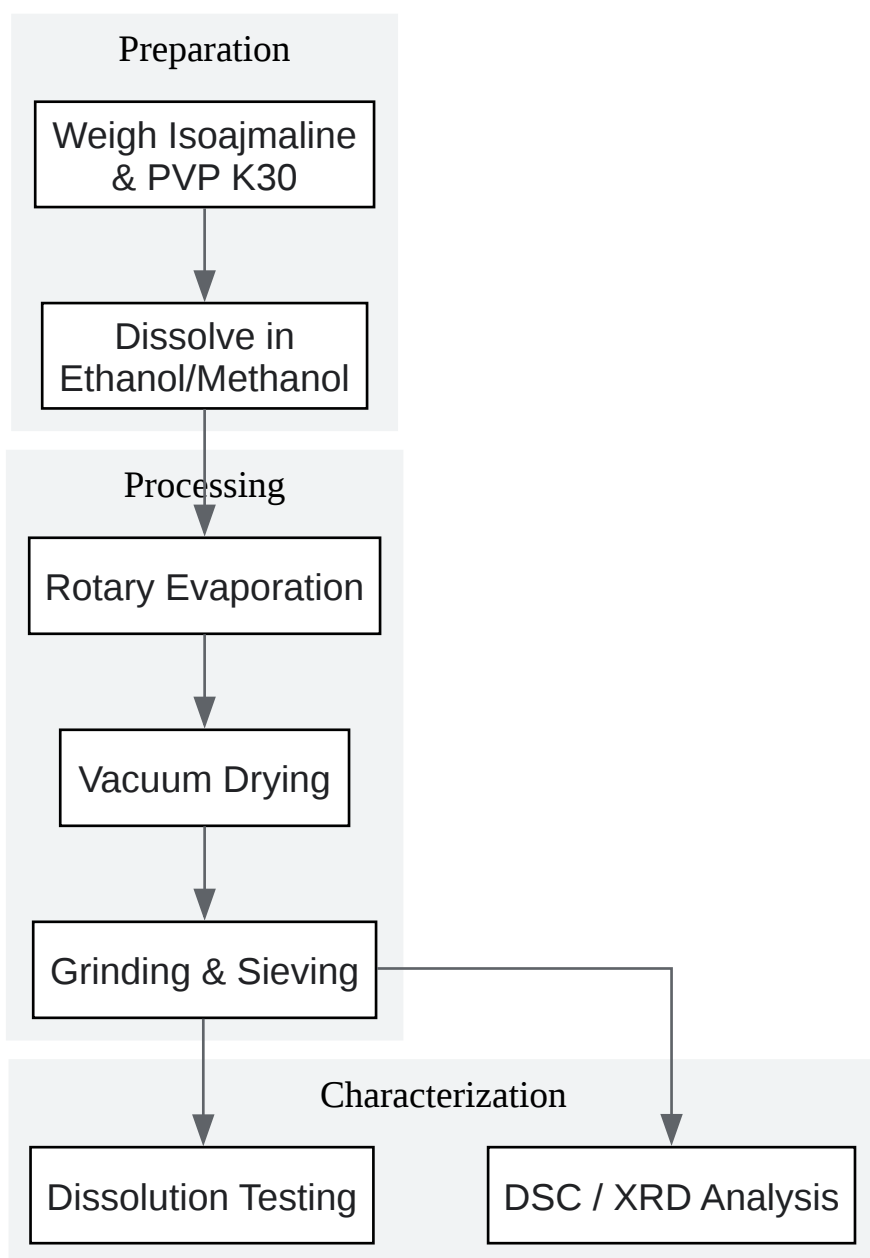 Preparation
Weigh Isoajmaline
& PVP K30
Dissolve in
Ethanol/Methanol
Processing
Rotary Evaporation
Vacuum Drying
Grinding & Sieving
Characterization
Dissolution Testing
DSC / XRD Analysis